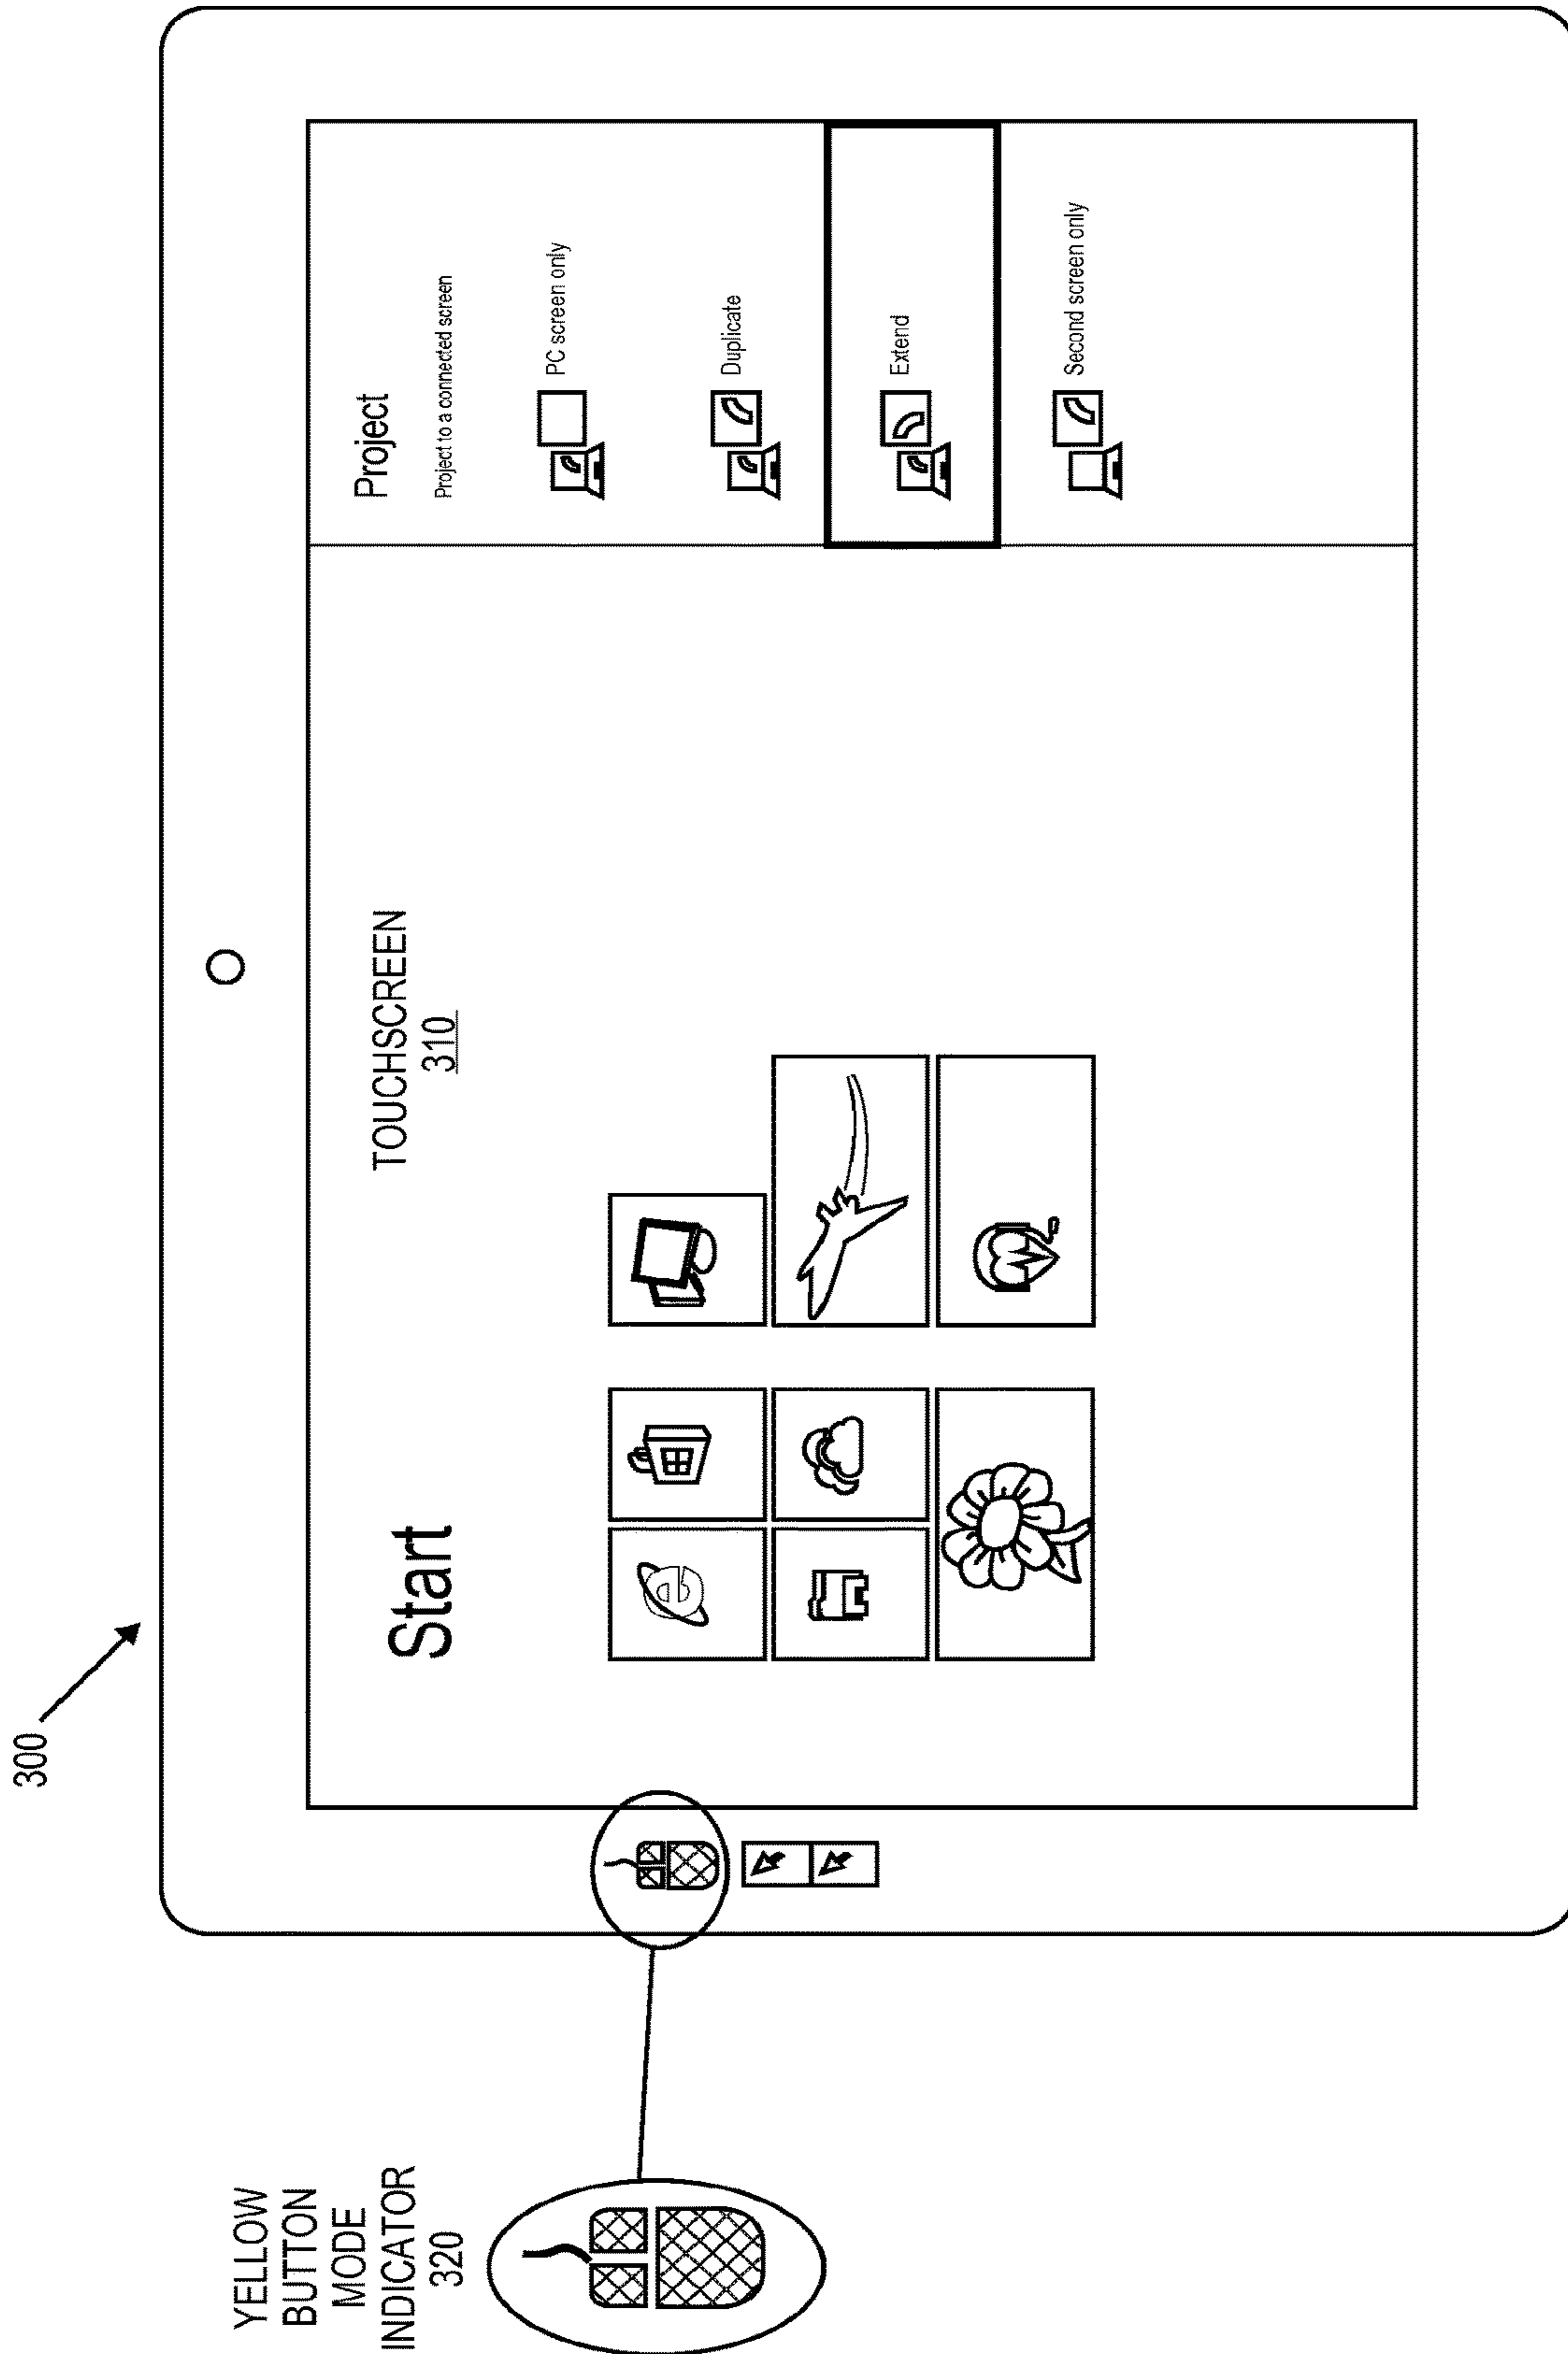 300
YELLOW
BUTTON
MODE
INDICATOR
320
Start
TOUCHSCREEN
310
e
Project
Project to a connected screen
PC screen only
Duplicate
Extend
Second screen only